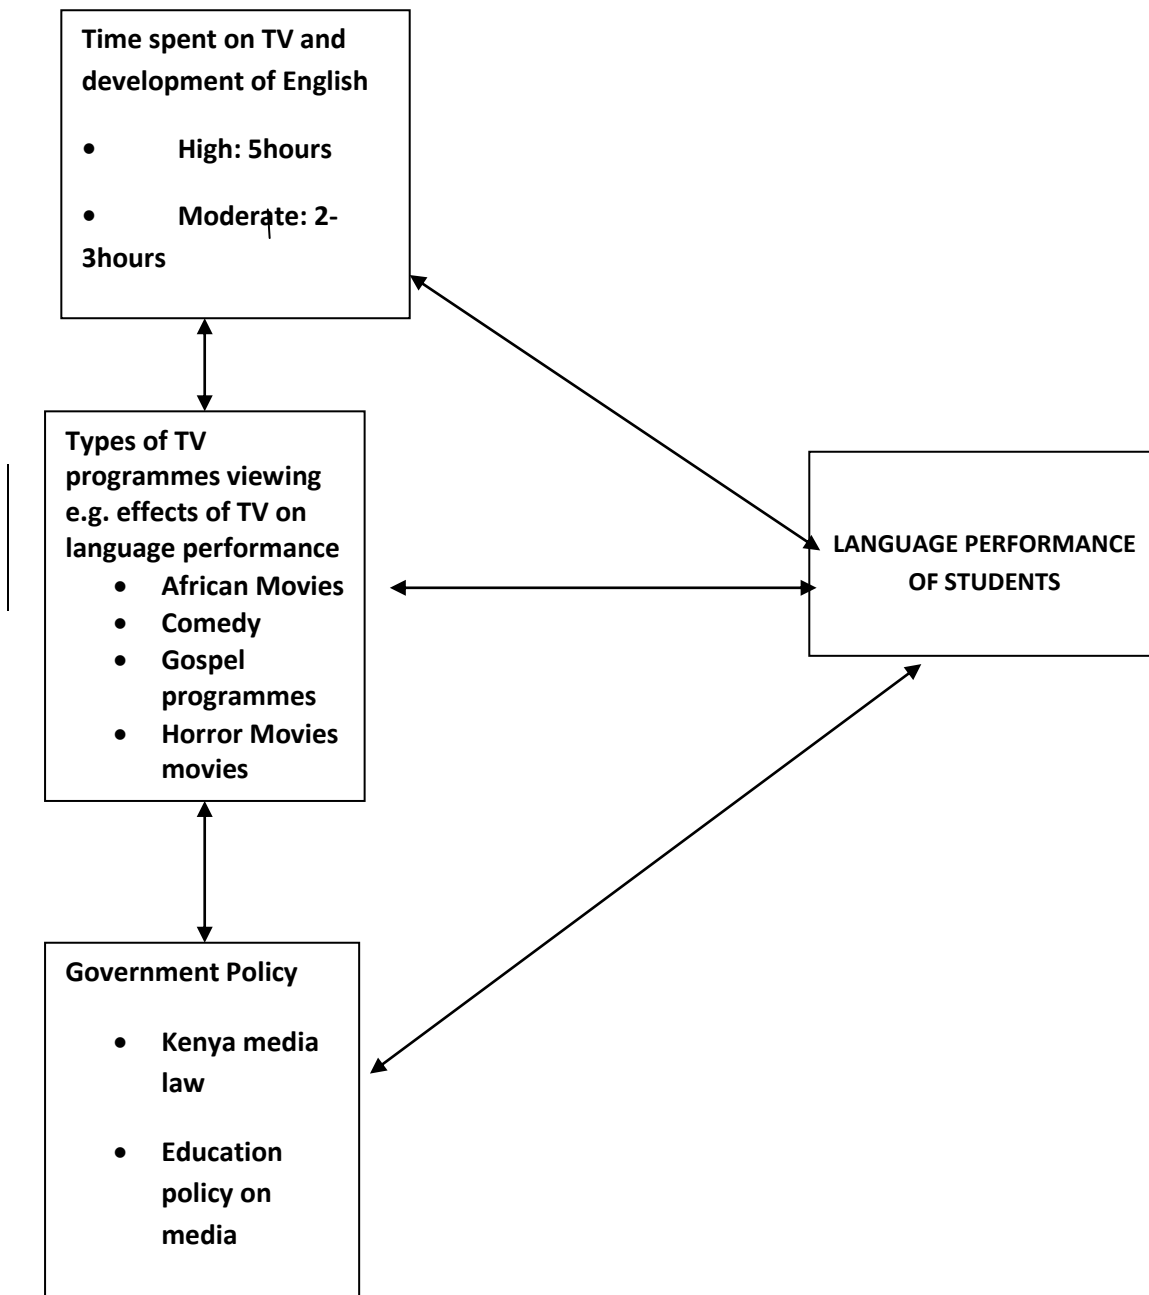 Time spent on TV and
development of English
• High: 5hours
• Moderate: 2-
3hours
Types of TV
programmes viewing
e.g. effects of TV on
language performance
• African Movies
• Comedy
• Gospel
programmes
• Horror Movies
movies
LANGUAGE PERFORMANCE
OF STUDENTS
Government Policy
• Kenya media
law
• Education
policy on
media